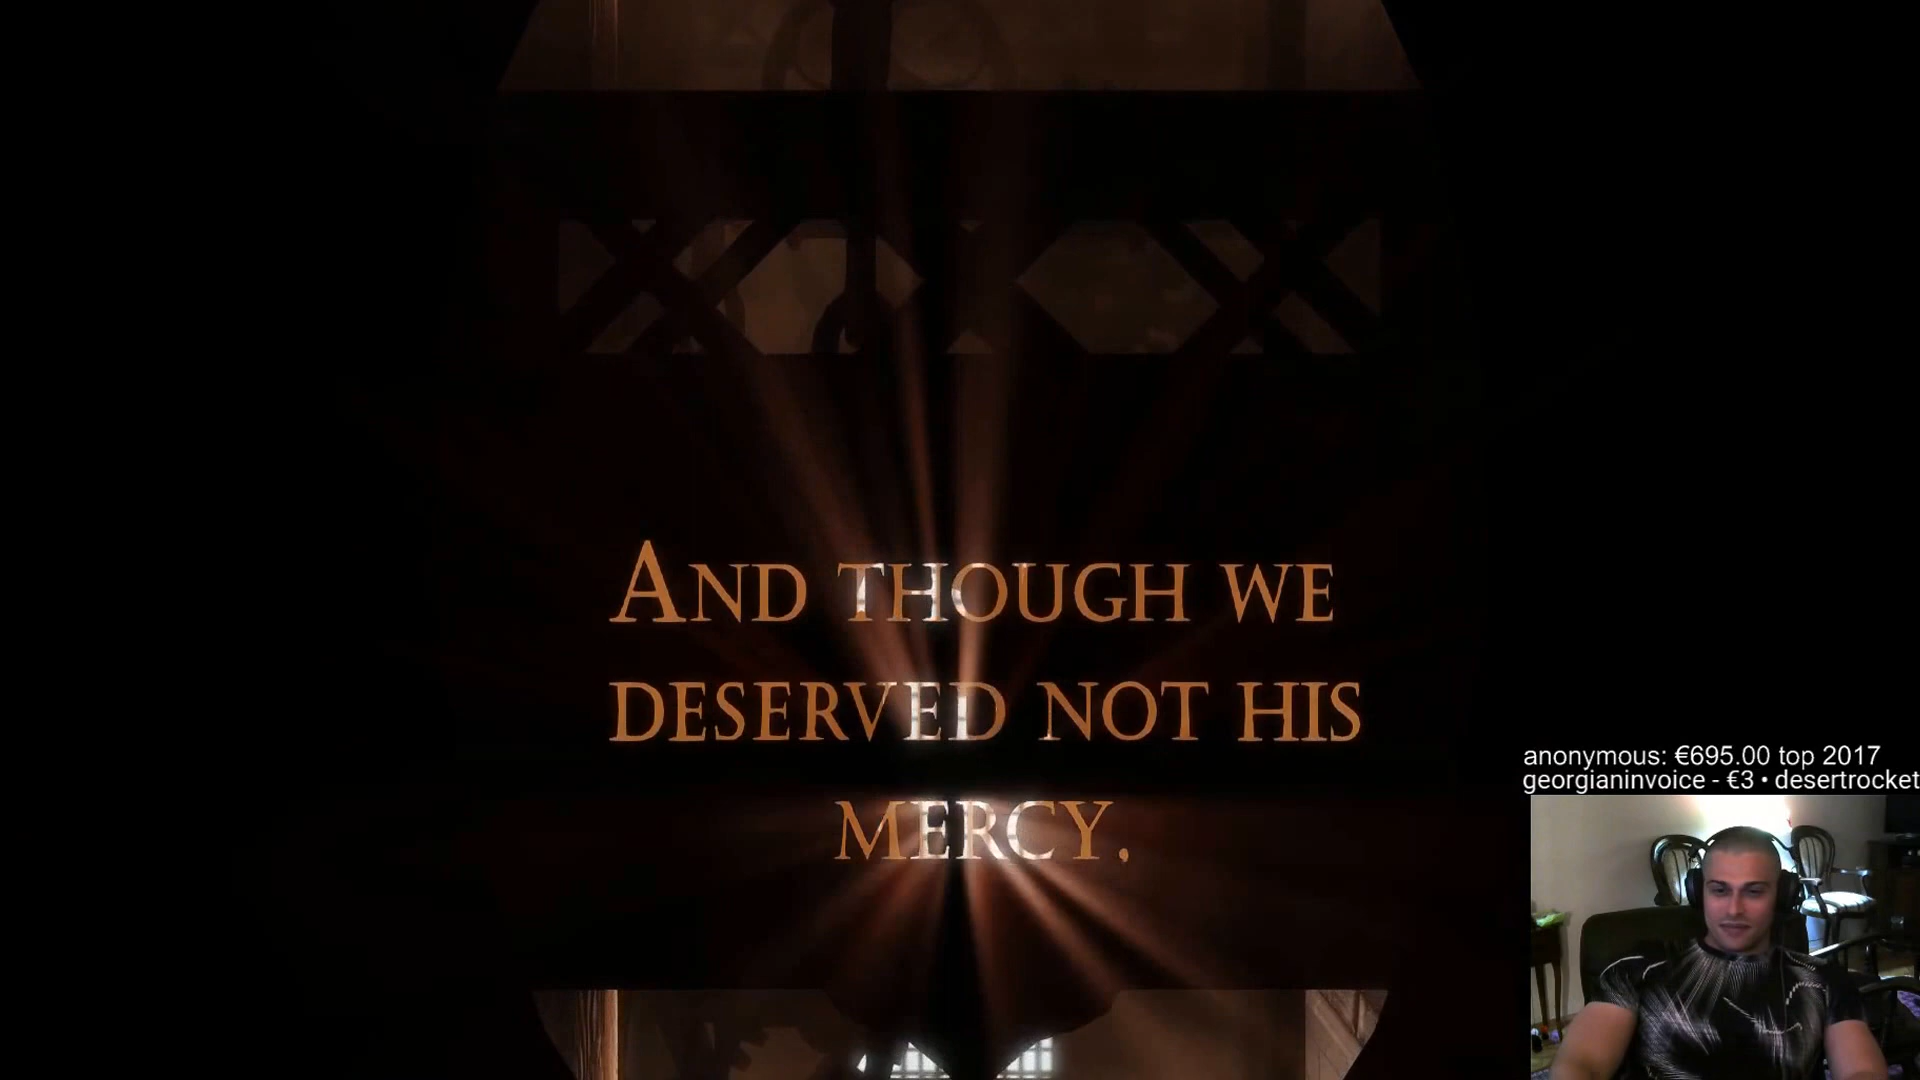 AND THOUGH WE
DESERVED NOT HIS
MERCY.
anonymous: €695.00 top 2017
georgianinvoice - €3 • desertrocket